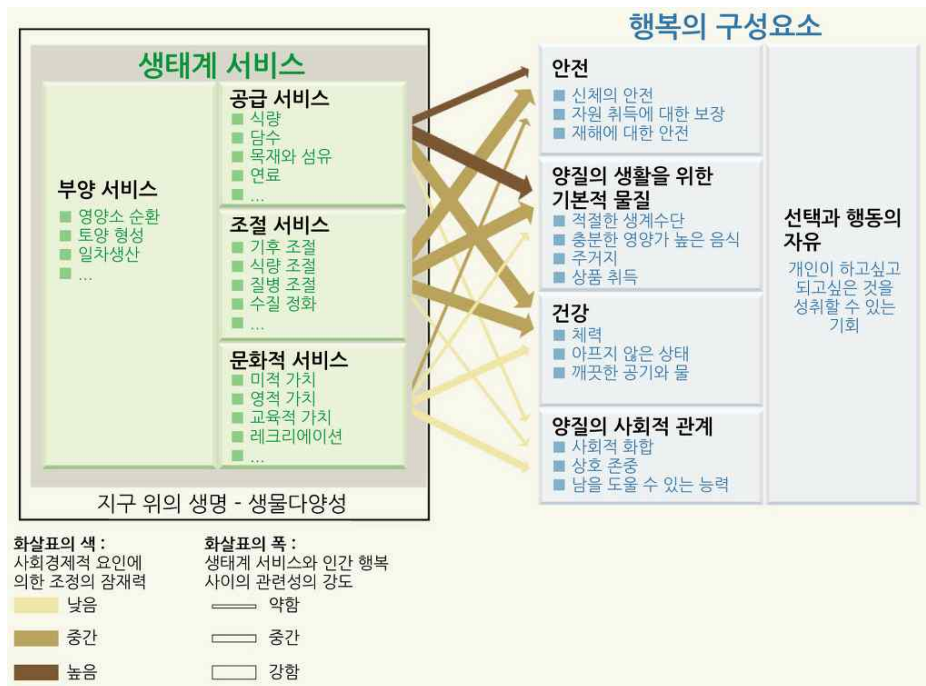 생태계 서비스
부양 서비스
영양소 순환
토양 형성
일차생산
...
공급 서비스
식량
담수
목재와 섬유
연료
...
조절 서비스
기후 조절
식량 조절
질병 조절
수질 정화
...
문화적 서비스
미적 가치
영적 가치
교육적 가치
레크리에이션
...
지구 위의 생명 - 생물다양성
행복의 구성요소
안전
신체의 안전
자원 취득에 대한 보장
재해에 대한 안전
양질의 생활을 위한
기본적 물질
적절한 생계수단
충분한 영양가 높은 음식
주거지
상품 취득
건강
체력
아프지 않은 상태
깨끗한 공기와 물
양질의 사회적 관계
사회적 화합
상호 존중
남을 도울 수 있는 능력
선택과 행동의
자유
개인이 하고싶고
되고싶은 것을
성취할 수 있는
기회
화살표의 색 :
사회경제적 요인에
의한 조정의 잠재력
낮음
중간
높음
화살표의 폭 :
생태계 서비스와 인간 행복
사이의 관련성의 강도
약함
중간
강함